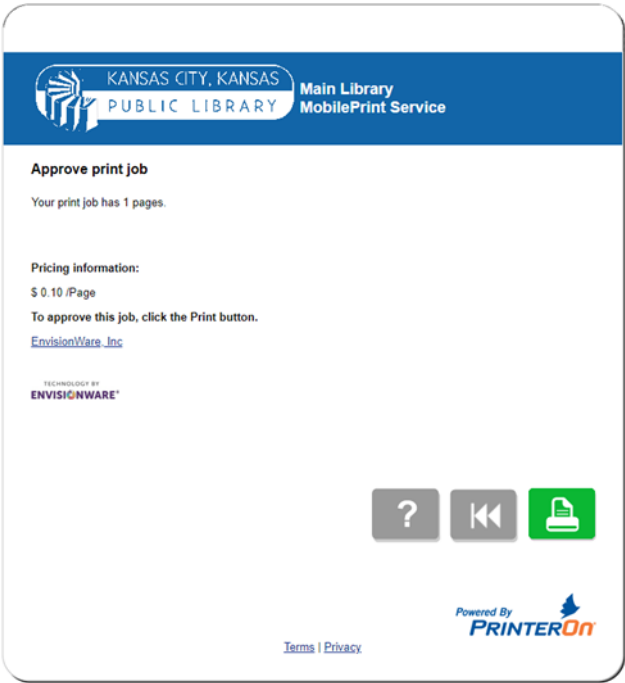 KANSAS CITY, KANSAS
PUBLIC LIBRARY
Main Library
MobilePrint Service
Approve print job
Your print job has 1 pages.
Pricing information:
$ 0.10 /Page
To approve this job, click the Print button.
EnvisionWare, Inc
TECHNOLOGY BY
ENVISIONWARE®
?
Powered By
PRINTERON
Terms | Privacy